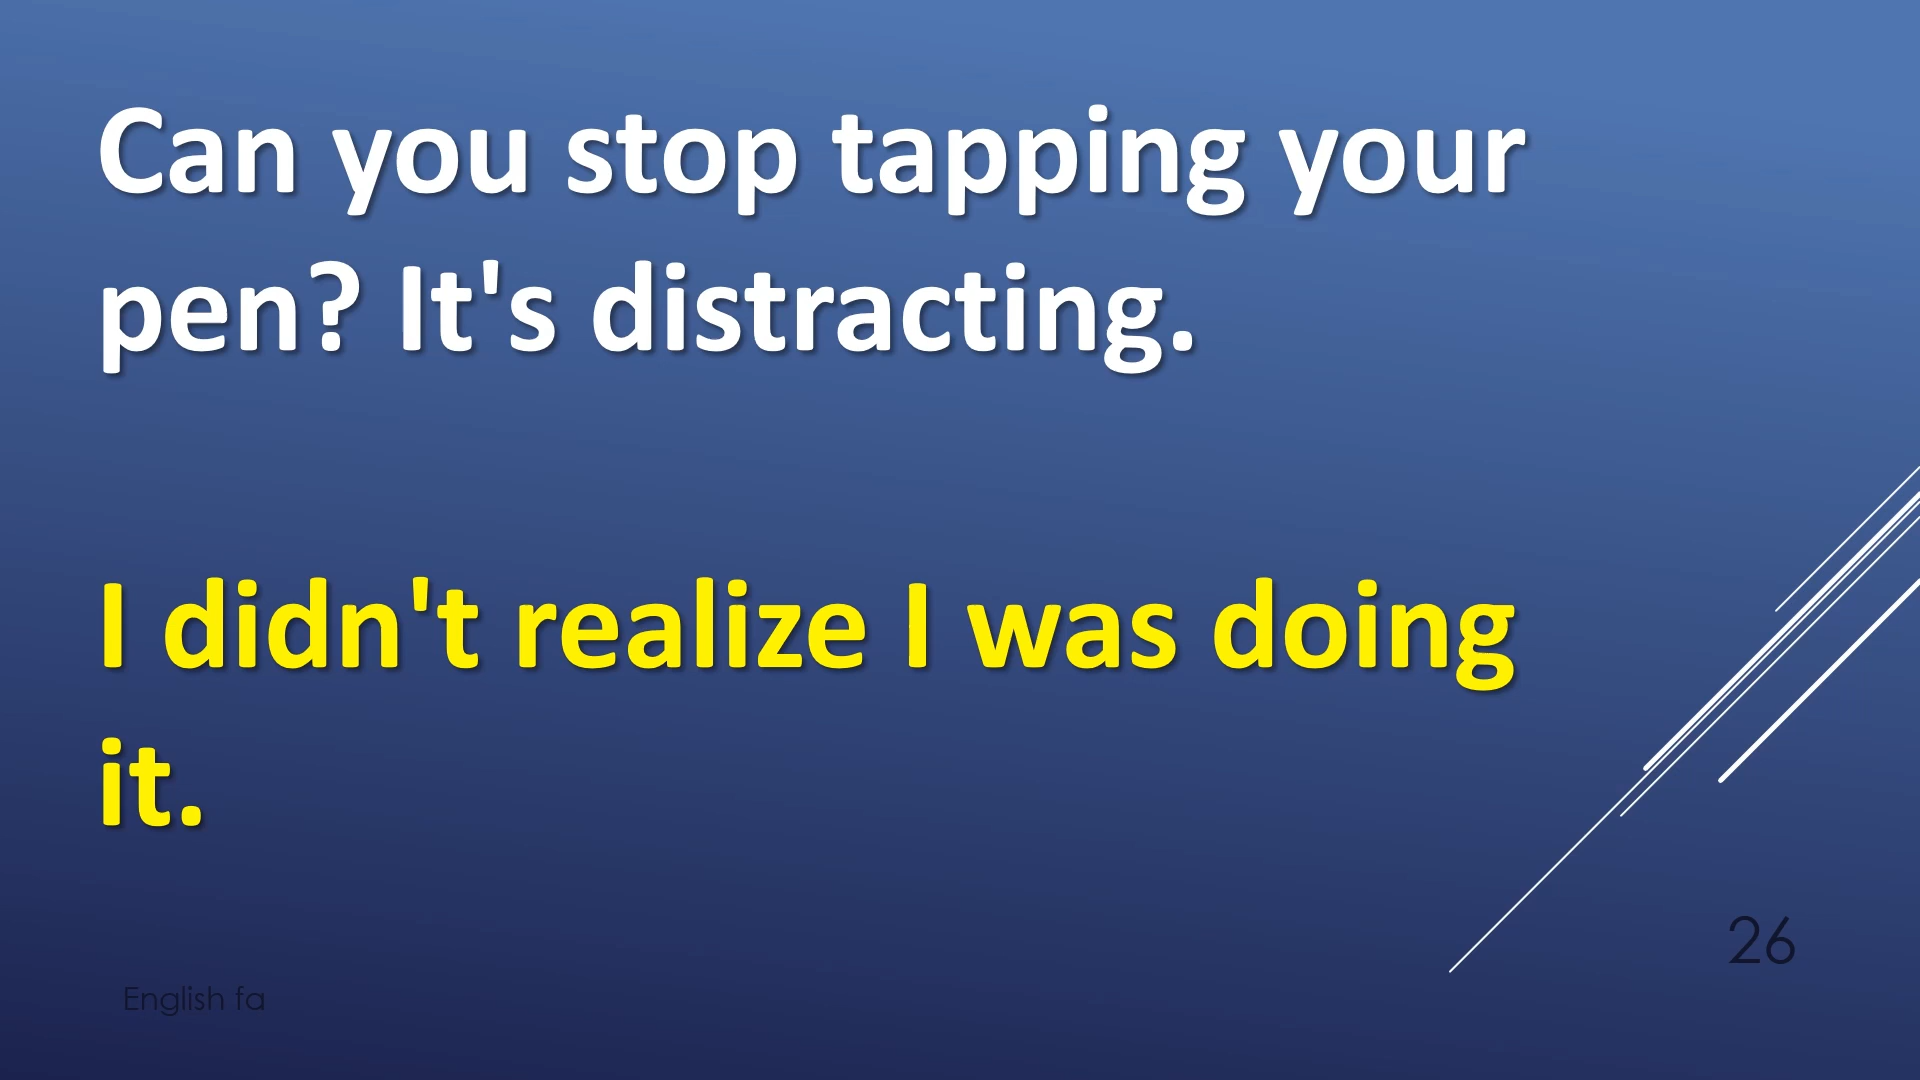 Can you stop tapping your
pen? It's distracting.
I didn't realize I was doing
it.
26
English fa